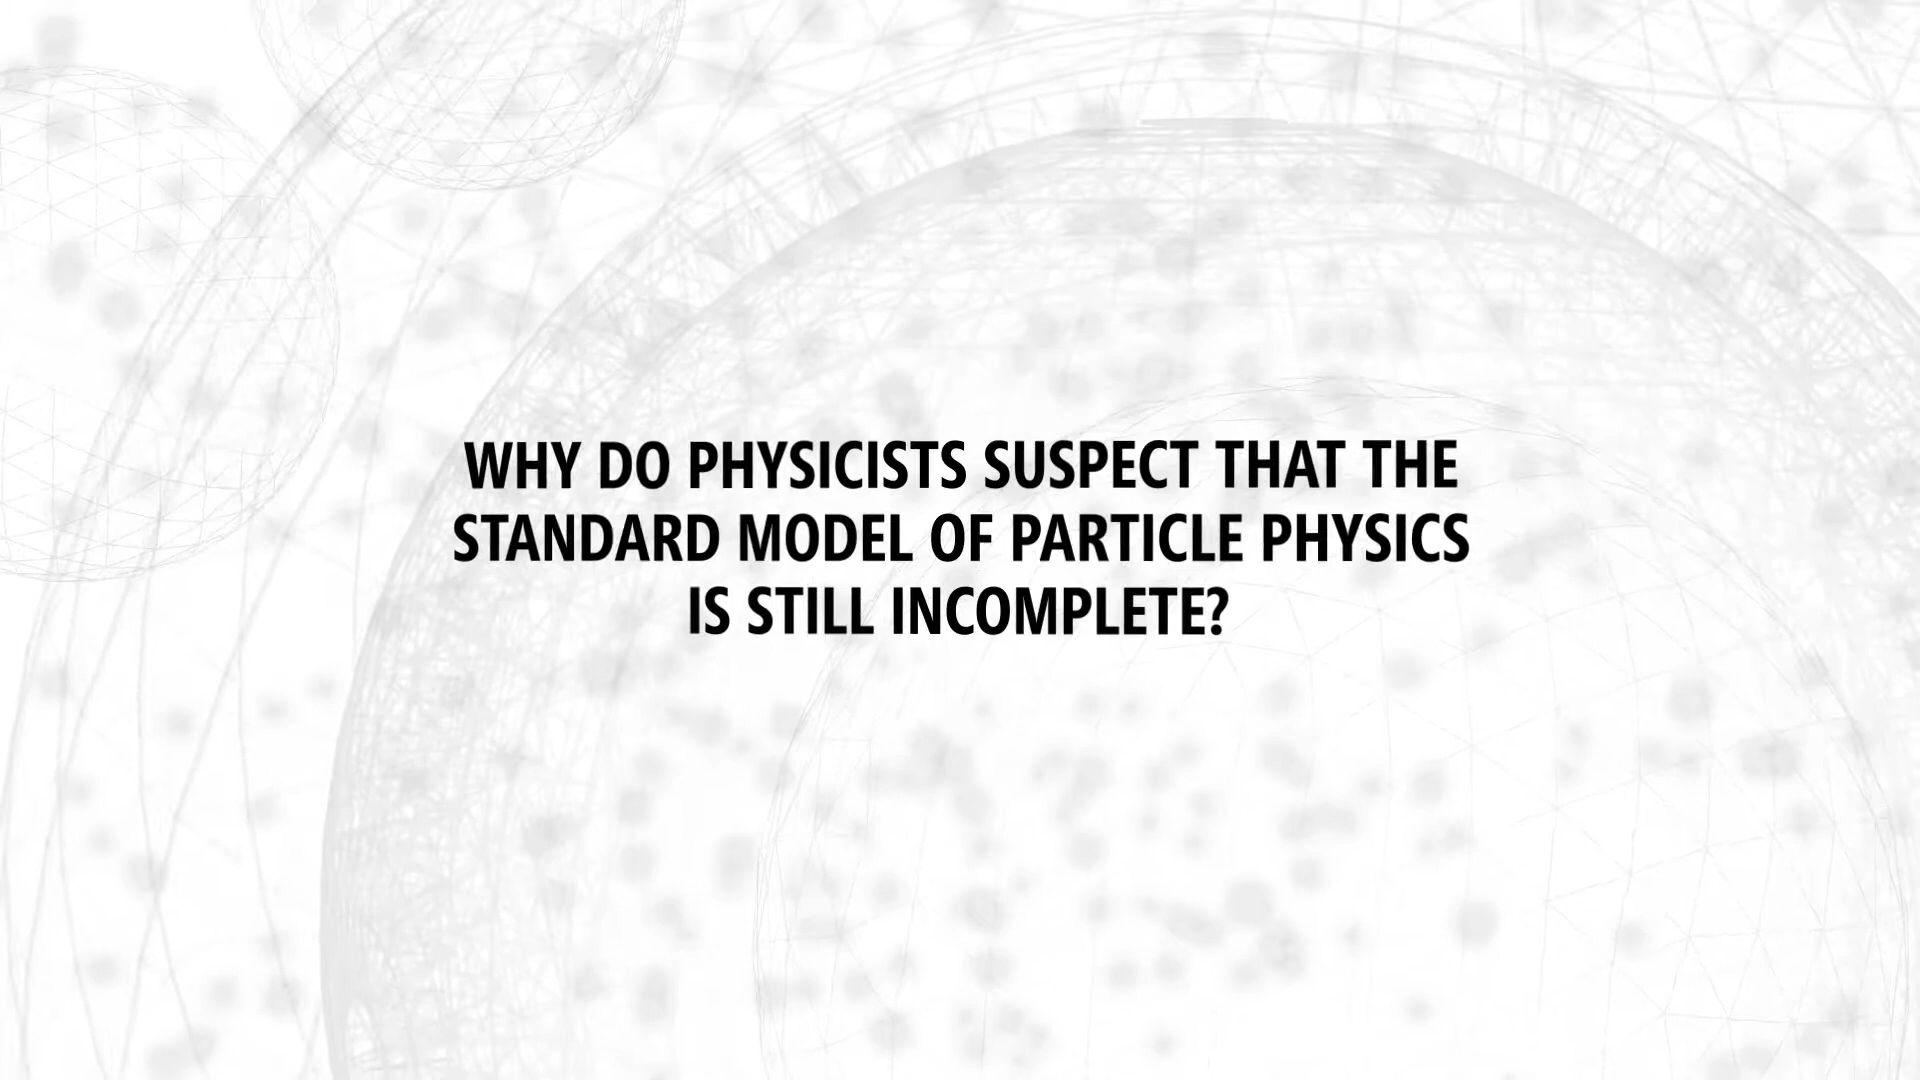 WHY DO PHYSICISTS SUSPECT THAT THE
STANDARD MODEL OF PARTICLE PHYSICS
IS STILL INCOMPLETE?